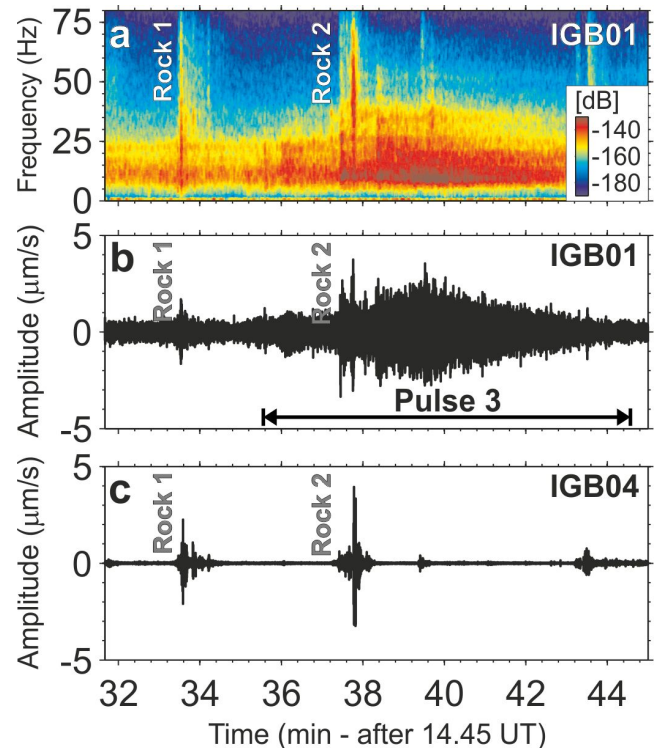 a
Rock 1
Rock 2
IGB01
Frequency (Hz)
75
50
25
0
[dB]
-140
-160
-180
b
Rock 1
Rock 2
IGB01
Amplitude (μm/s)
5
0
-5
Pulse 3
c
Rock 1
Rock 2
IGB04
Amplitude (μm/s)
5
0
-5
32 34 36 38 40 42 44
Time (min - after 14.45 UT)